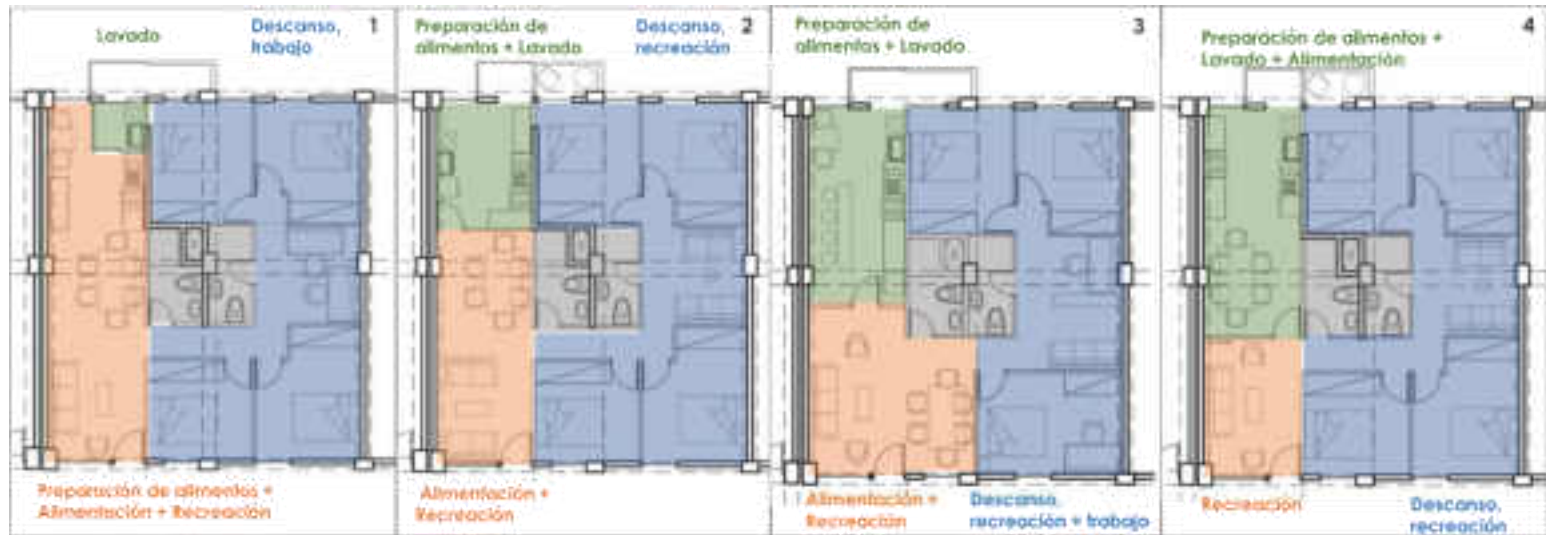 Lavado
Descanso,
trabajo
1
Preparación de alimentos +
Alimentación + Recreación
Preparación de
alimentos + Lavado
Descanso,
recreación
2
Alimentación +
Recreación
Preparación de
alimentos + Lavado
3
Alimentación +
Recreación
Descanso,
recreación + trabajo
Preparación de alimentos +
Lavado + Alimentación
4
Recreación
Descanso,
recreación